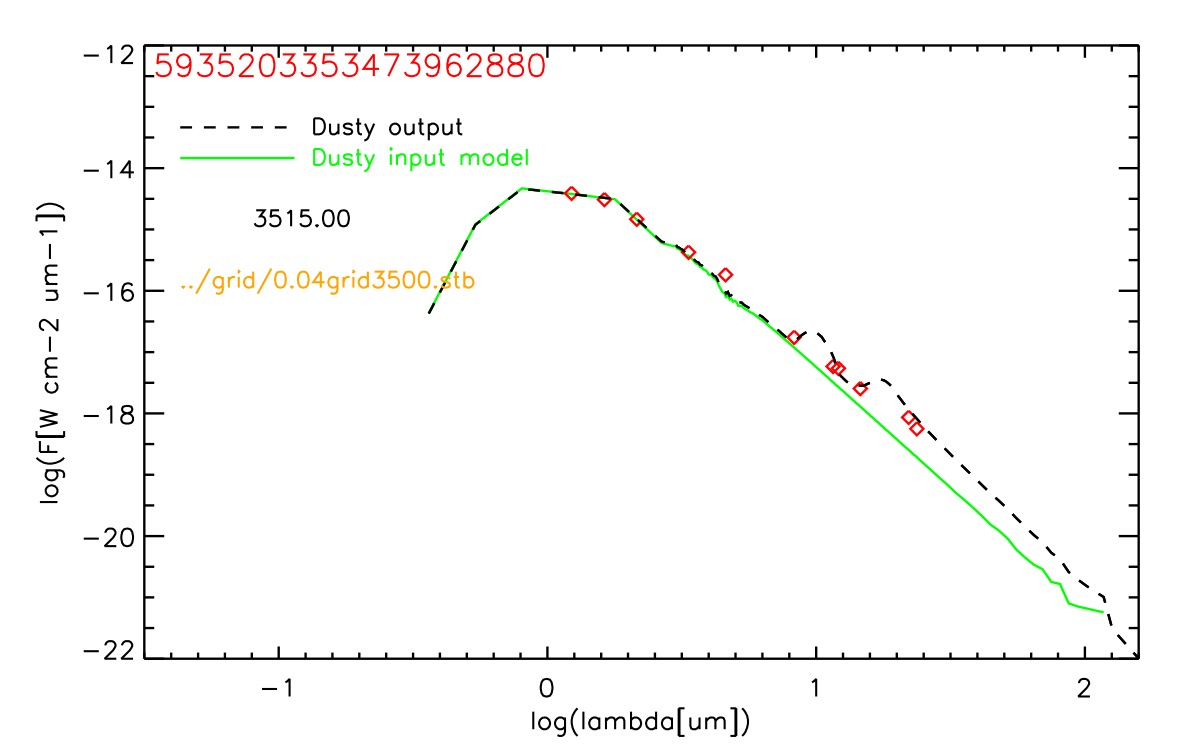 5935203353473962880
Dusty output
Dusty input model
3515.00
../grid/0.04grid3500.stb
-12
-14
-16
-18
-20
-22
log(F[W cm-2 um-1])
-1 0 1 2
log(lambda[um])